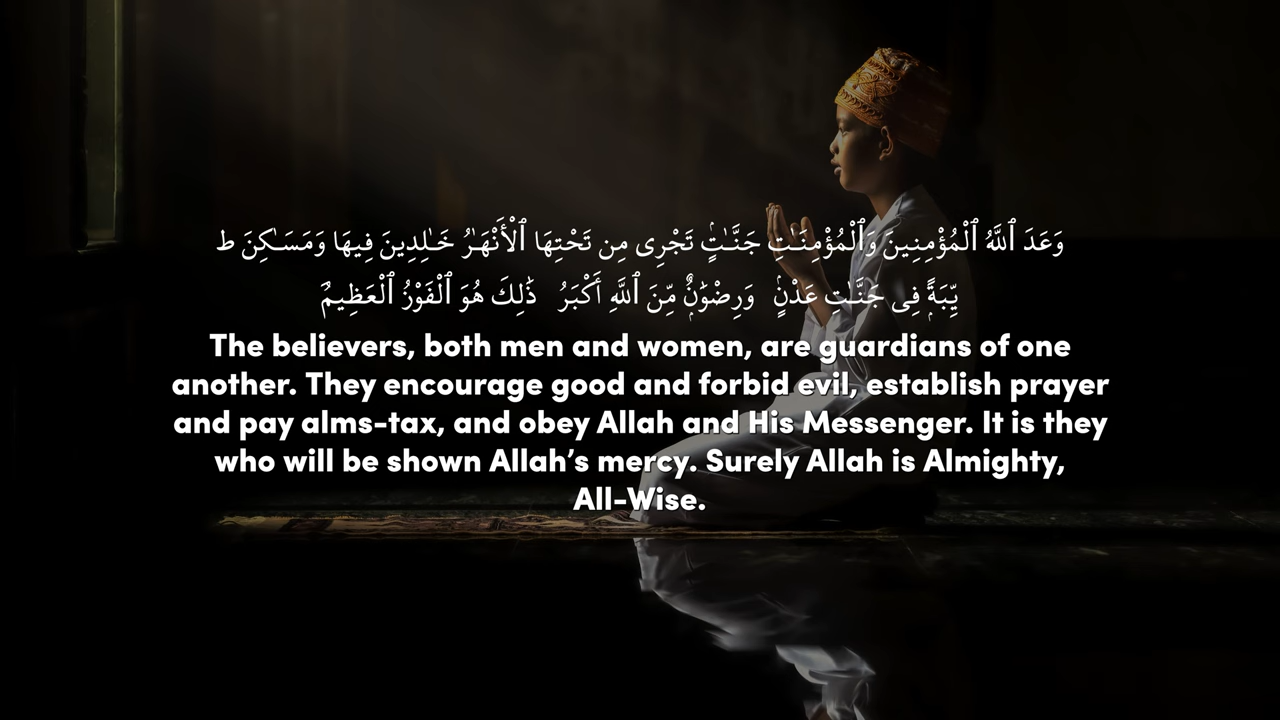 وَعَدَ ٱللَّهُ ٱلْمُؤْمِنِينَ وَٱلْمُؤْمِنَـٰتِ جَنَّـٰتٍۢ تَجْرِى مِن تَحْتِهَا ٱلْأَنْهَـٰرُ خَـٰلِدِينَ فِيهَا وَمَسَـٰكِنَ ط
يِّبَةًۭ فِى جَنَّـٰتِ عَدْنٍۢ وَرِضْوَٰنٌۭ مِّنَ ٱللَّهِ أَكْبَرُ ذَٰلِكَ هُوَ ٱلْفَوْزُ ٱلْعَظِيمُ
The believers, both men and women, are guardians of one
another. They encourage good and forbid evil, establish prayer
and pay alms-tax, and obey Allah and His Messenger. It is they
who will be shown Allah’s mercy. Surely Allah is Almighty,
All-Wise.